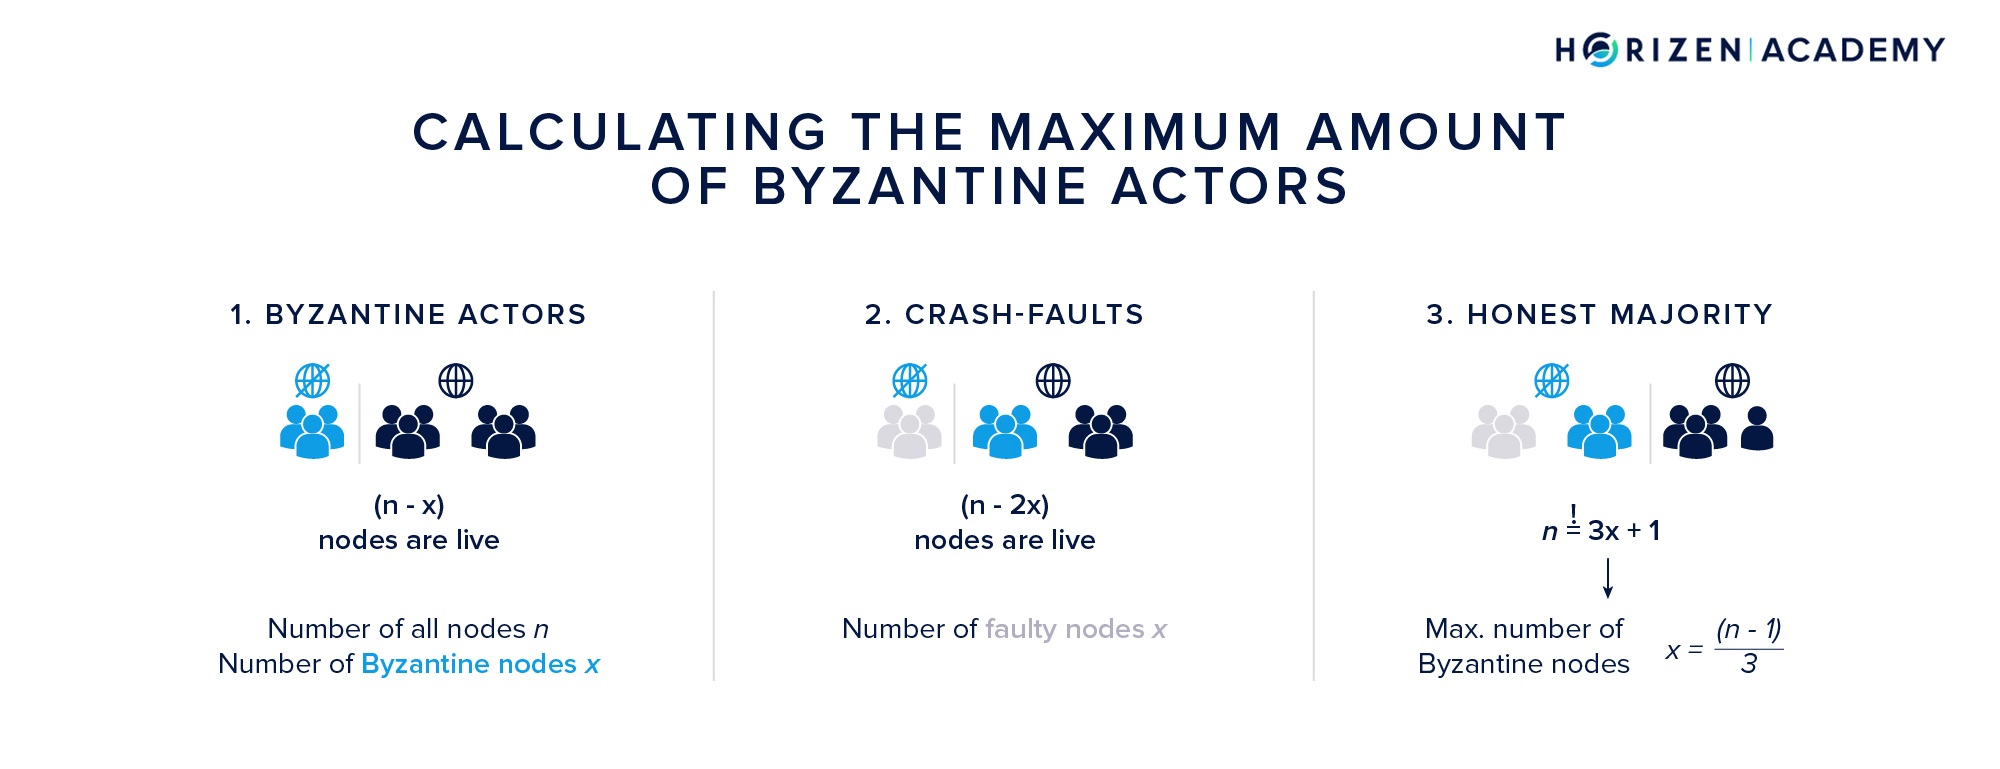 HORIZEN | ACADEMY
CALCULATING THE MAXIMUM AMOUNT
OF BYZANTINE ACTORS
1. BYZANTINE ACTORS
(n - x)
nodes are live
Number of all nodes n
Number of Byzantine nodes x
2. CRASH-FAULTS
(n - 2x)
nodes are live
Number of faulty nodes x
3. HONEST MAJORITY
!
n = 3x + 1
Max. number of
Byzantine nodes
x = (n - 1)
3